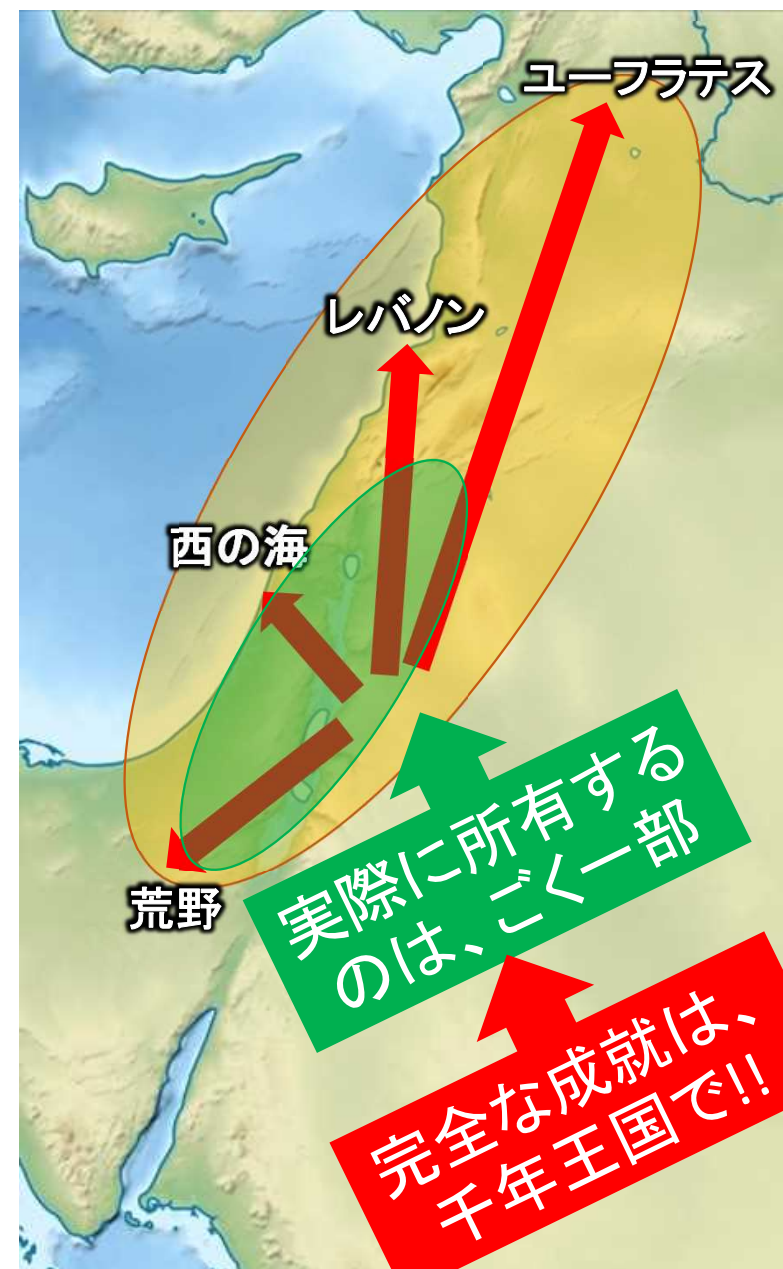 ユーフラテス
レバノン
西の海
荒野
実際に所有する
のは、ごく一部
完全な成就は、
千年王国で!!